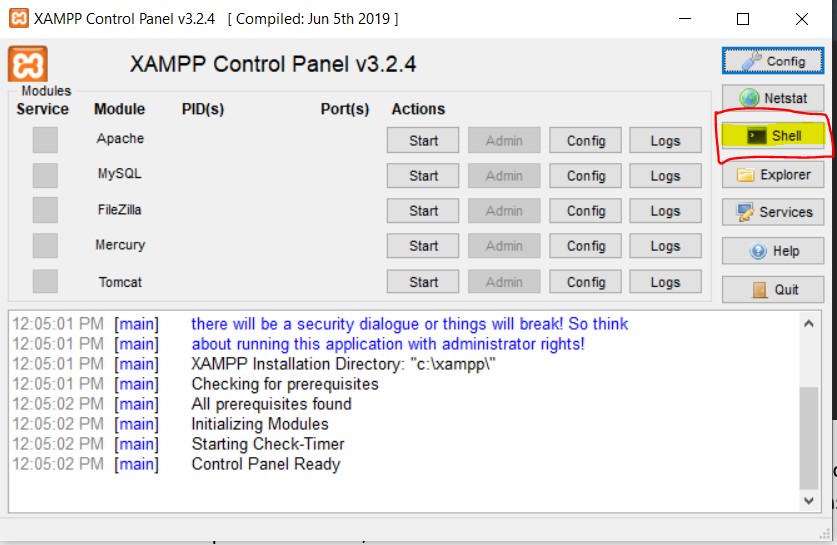 XAMPP Control Panel v3.2.4 [ Compiled: Jun 5th 2019 ]
XAMPP Control Panel v3.2.4
Config
Modules
Service Module PID(s) Port(s) Actions
Netstat
Apache Start Admin Config Logs
Shell
MySQL Start Admin Config Logs
Explorer
FileZilla Start Admin Config Logs
Services
Mercury Start Admin Config Logs
Help
Tomcat Start Admin Config Logs
Quit
12:05:01 PM [main] there will be a security dialogue or things will break! So think
12:05:01 PM [main] about running this application with administrator rights!
12:05:01 PM [main] XAMPP Installation Directory: "c:\xampp\"
12:05:01 PM [main] Checking for prerequisites
12:05:02 PM [main] All prerequisites found
12:05:02 PM [main] Initializing Modules
12:05:02 PM [main] Starting Check-Timer
12:05:02 PM [main] Control Panel Ready